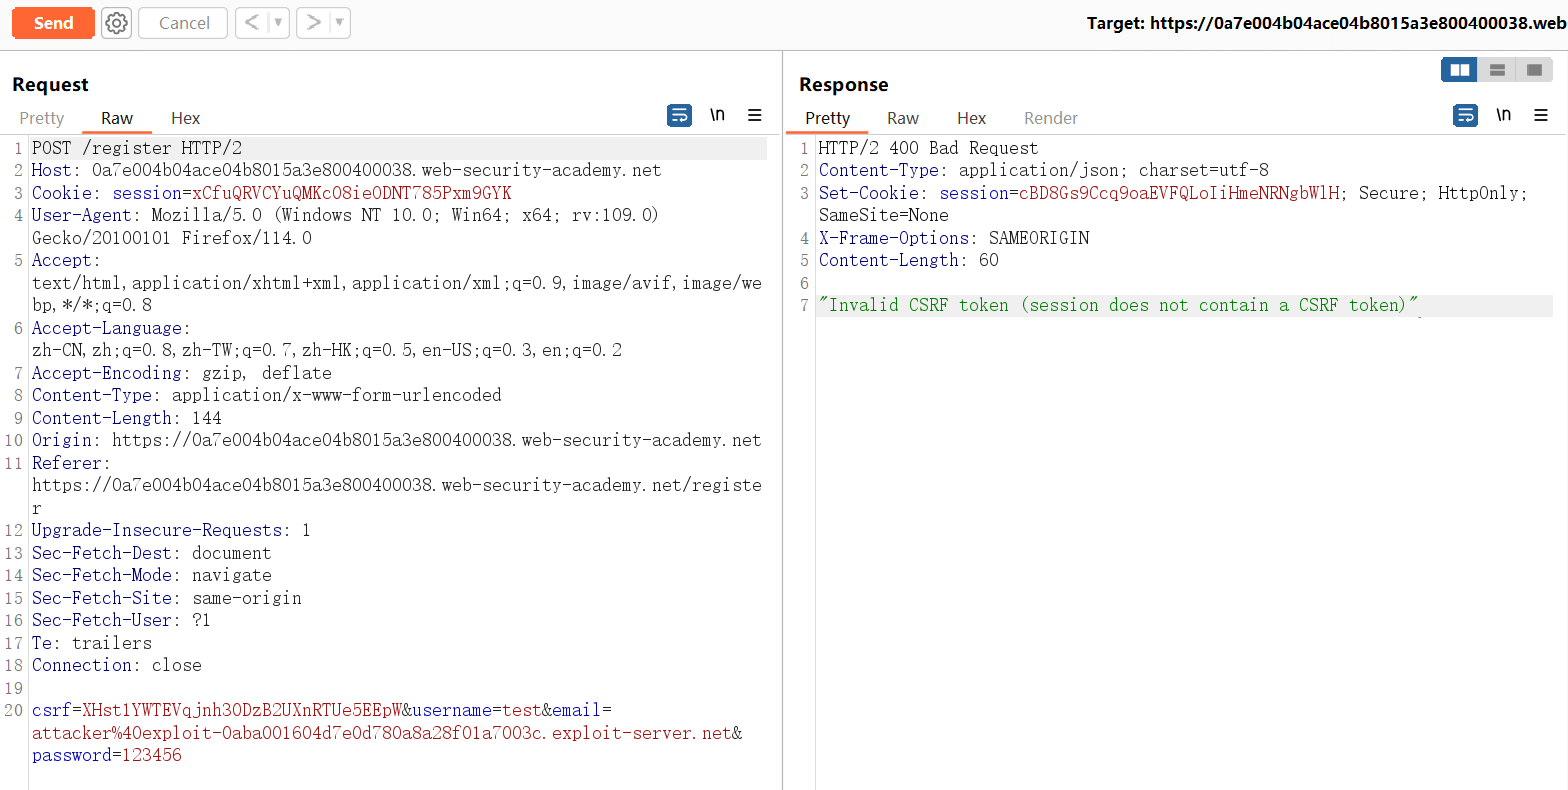 Send
Cancel
<
>
Target: https://0a7e004b04ace04b8015a3e800400038.web
Request
Pretty Raw Hex
\n
1 POST /register HTTP/2
2 Host: 0a7e004b04ace04b8015a3e800400038.web-security-academy.net
3 Cookie: session=xCfuQRVCYuQMKcO8ieODNT785Pxm9GYK
4 User-Agent: Mozilla/5.0 (Windows NT 10.0; Win64; x64; rv:109.0)
Gecko/20100101 Firefox/114.0
5 Accept:
text/html,application/xhtml+xml,application/xml;q=0.9,image/avif,image/we
bp,*/*;q=0.8
6 Accept-Language:
zh-CN,zh;q=0.8,zh-TW;q=0.7,zh-HK;q=0.5,en-US;q=0.3,en;q=0.2
7 Accept-Encoding: gzip, deflate
8 Content-Type: application/x-www-form-urlencoded
9 Content-Length: 144
10 Origin: https://0a7e004b04ace04b8015a3e800400038.web-security-academy.net
11 Referer:
https://0a7e004b04ace04b8015a3e800400038.web-security-academy.net/registe
r
12 Upgrade-Insecure-Requests: 1
13 Sec-Fetch-Dest: document
14 Sec-Fetch-Mode: navigate
15 Sec-Fetch-Site: same-origin
16 Sec-Fetch-User: ?1
17 Te: trailers
18 Connection: close
19
20 csrf=XHst1YWTEVqjnh3ODzB2UXnRTUe5EEpW&username=test&email=
attacker%40exploit-0aba001604d7e0d780a8a28f01a7003c.exploit-server.net&
password=123456
Response
Pretty Raw Hex Render
\n
1 HTTP/2 400 Bad Request
2 Content-Type: application/json; charset=utf-8
3 Set-Cookie: session=cBD8Gs9Ccq9oaEVFQLoIiHmeNRNgbWlH; Secure; HttpOnly;
SameSite=None
4 X-Frame-Options: SAMEORIGIN
5 Content-Length: 60
6
7 "Invalid CSRF token (session does not contain a CSRF token)"